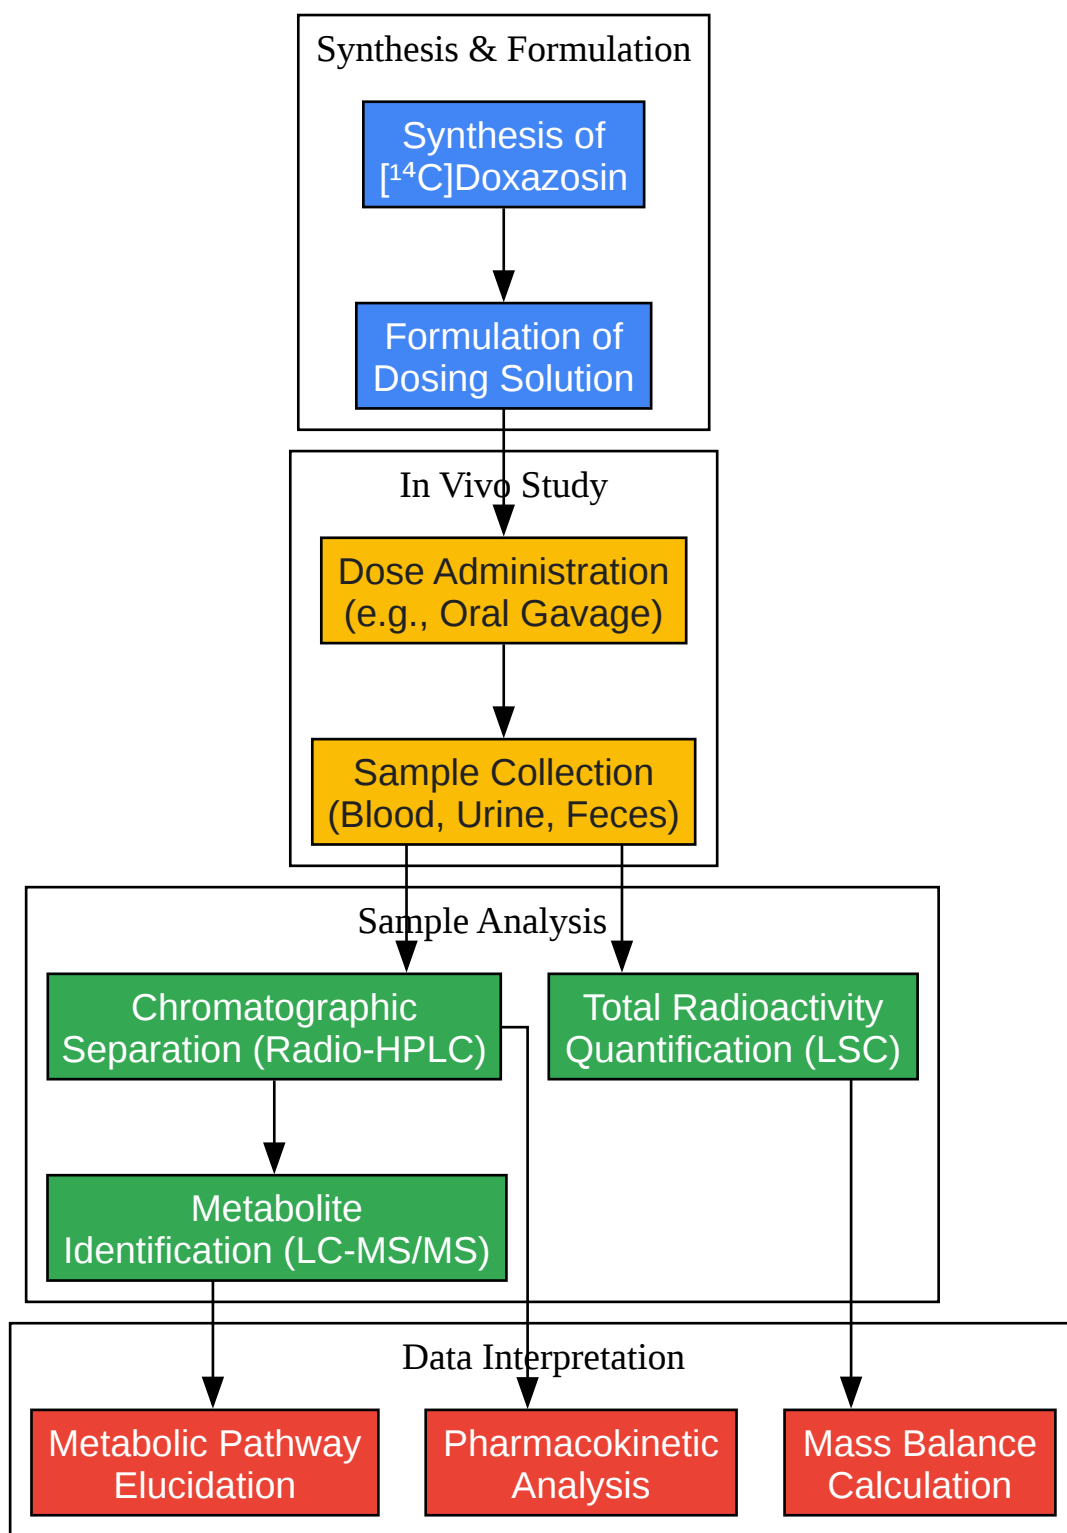 Synthesis & Formulation
Synthesis of
[¹⁴C]Doxazosin
Formulation of
Dosing Solution
In Vivo Study
Dose Administration
(e.g., Oral Gavage)
Sample Collection
(Blood, Urine, Feces)
Sample Analysis
Chromatographic
Separation (Radio-HPLC)
Total Radioactivity
Quantification (LSC)
Metabolite
Identification (LC-MS/MS)
Data Interpretation
Metabolic Pathway
Elucidation
Pharmacokinetic
Analysis
Mass Balance
Calculation